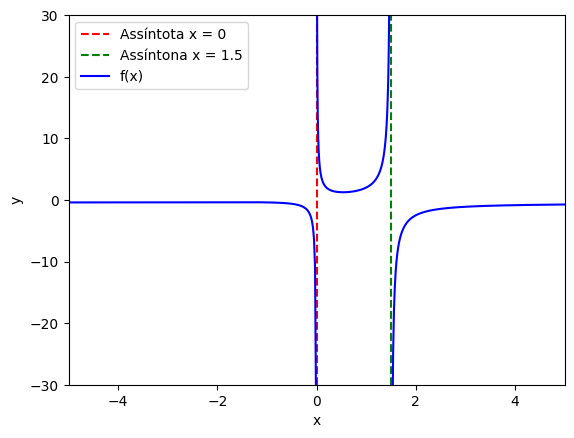 Assíntota x = 0
Assíntona x = 1.5
f(x)
30
20
10
0
−10
−20
−30
y
−4
−2
0
2
4
x